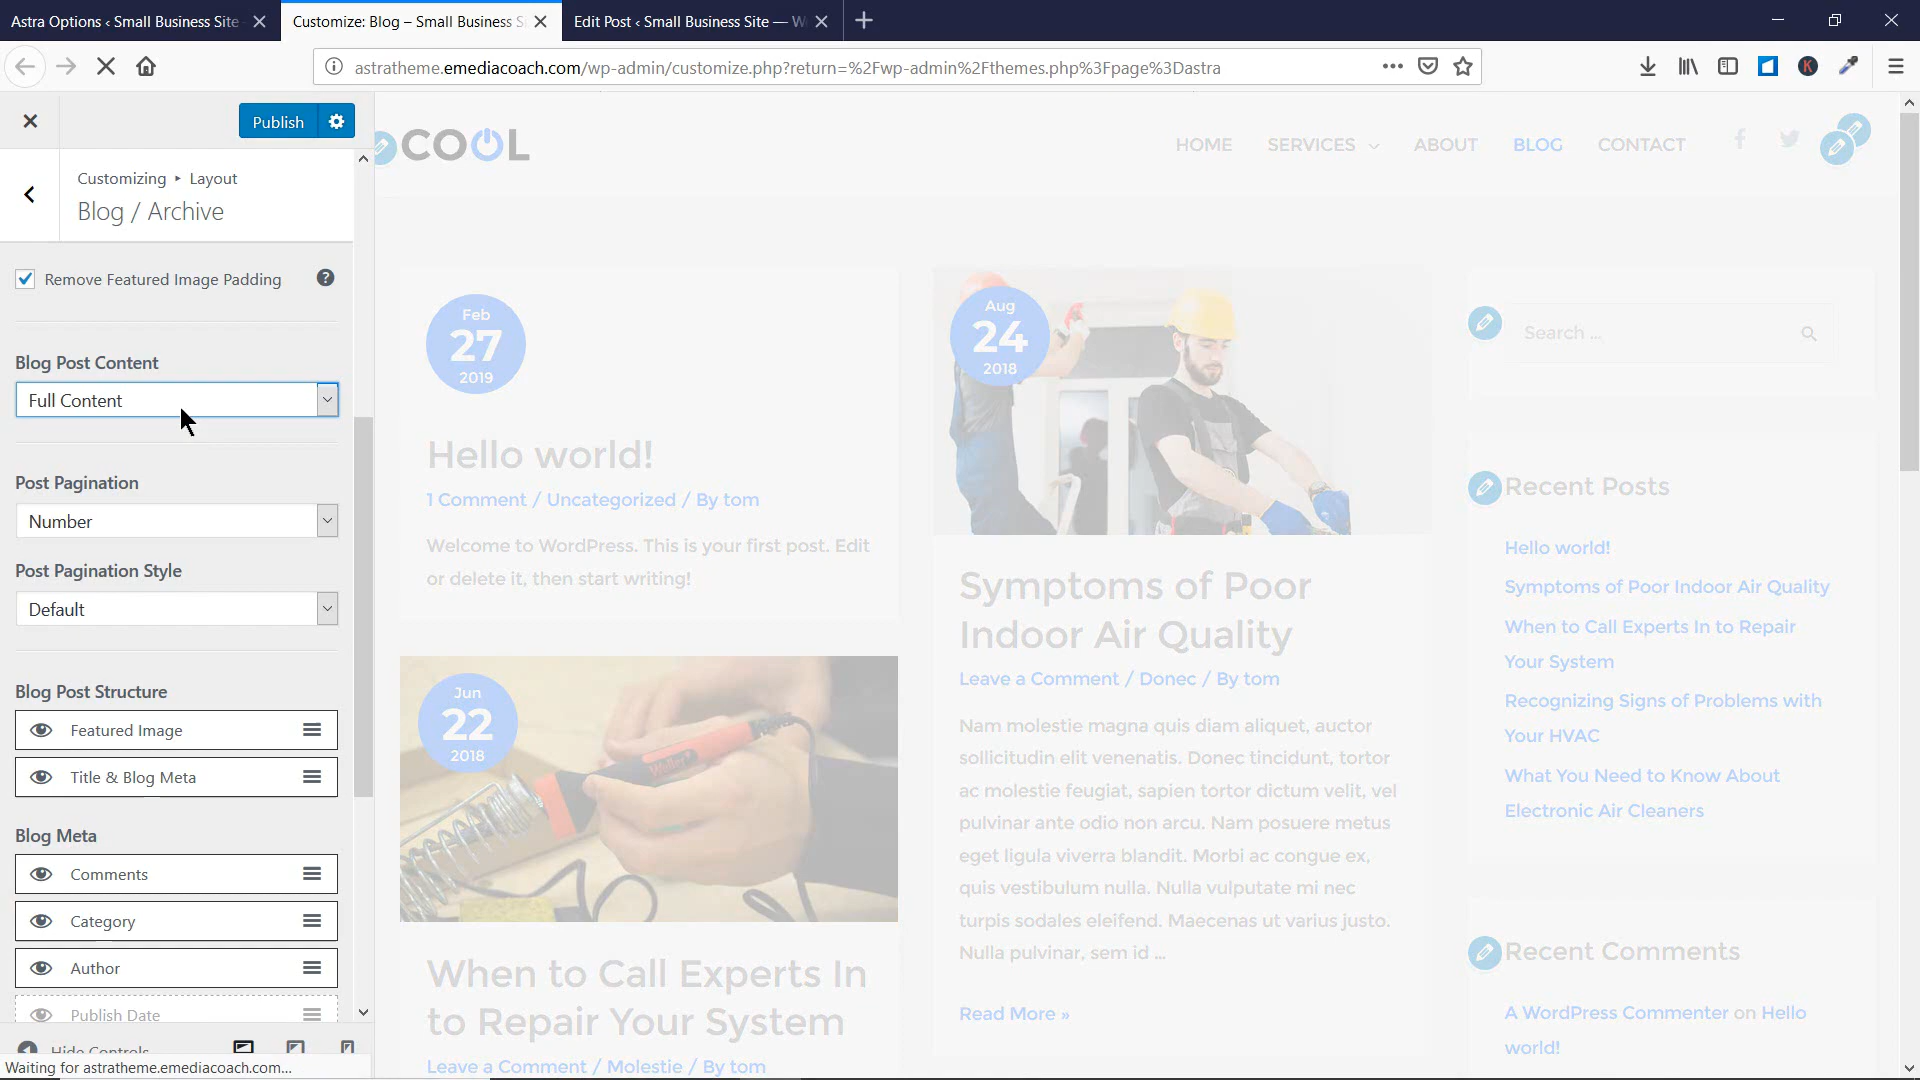 Astra Options ‹ Small Business Site
Customize: Blog – Small Business S
Edit Post ‹ Small Business Site — W
astratheme.emediacoach.com/wp-admin/customize.php?return=%2Fwp-admin%2Fthemes.php%3Fpage%3Dastra
Publish
Customizing ▸ Layout
Blog / Archive
Remove Featured Image Padding
Blog Post Content
Full Content
Post Pagination
Number
Post Pagination Style
Default
Blog Post Structure
Featured Image
Title & Blog Meta
Blog Meta
Comments
Category
Author
Publish Date
Hide Controls
Waiting for astratheme.emediacoach.com...
COOL
HOME SERVICES ABOUT BLOG CONTACT
Feb
27
2019
Hello world!
1 Comment / Uncategorized / By tom
Welcome to WordPress. This is your first post. Edit
or delete it, then start writing!
Jun
22
2018
Weller
When to Call Experts In
to Repair Your System
Leave a Comment / Molestie / By tom
Aug
24
2018
Symptoms of Poor
Indoor Air Quality
Leave a Comment / Donec / By tom
Nam molestie magna quis diam aliquet, auctor
sollicitudin elit venenatis. Donec tincidunt, tortor
ac molestie feugiat, sapien tortor dictum velit, vel
pulvinar ante odio non arcu. Nam posuere metus
eget ligula viverra blandit. Morbi ac congue ex,
quis vestibulum nulla. Nulla vulputate mi nec
turpis sodales eleifend. Maecenas ut varius justo.
Nulla pulvinar, sem id ...
Read More »
Search ...
Recent Posts
Hello world!
Symptoms of Poor Indoor Air Quality
When to Call Experts In to Repair
Your System
Recognizing Signs of Problems with
Your HVAC
What You Need to Know About
Electronic Air Cleaners
Recent Comments
A WordPress Commenter on Hello
world!